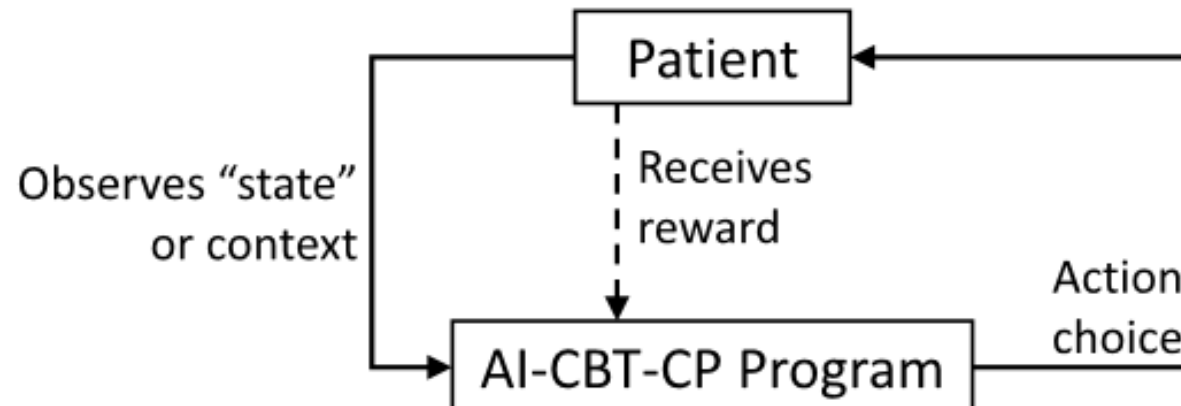 Patient
Observes “state”
or context
Receives
reward
Action
choice
AI-CBT-CP Program